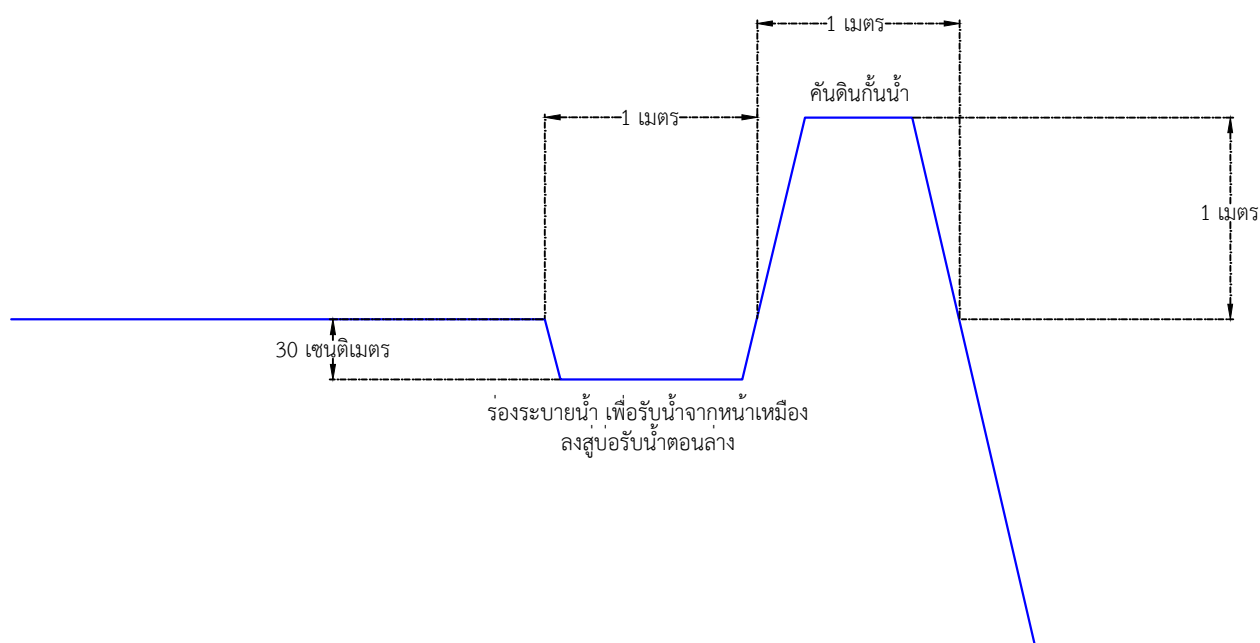 1 เมตร
คันดินกั้นน้ำ
1 เมตร
1 เมตร
30 เซนติเมตร
ร่องระบายน้ำ เพื่อรับน้ำจากหน้าเหมือง
ลงสู่บ่อรับน้ำตอนล่าง